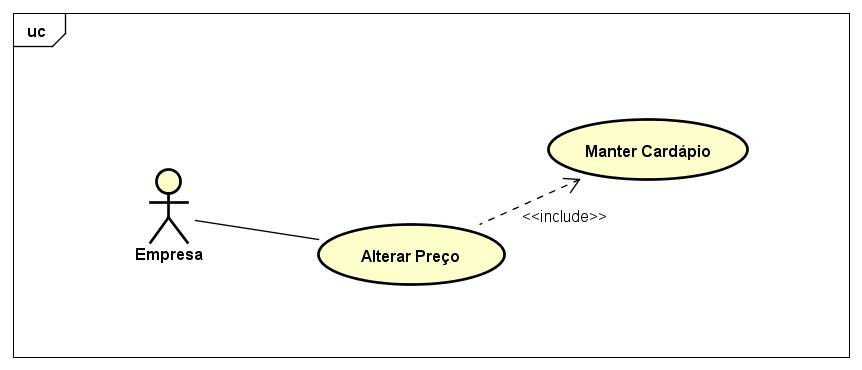 uc
Manter Cardápio
<<include>>
Empresa
Alterar Preço